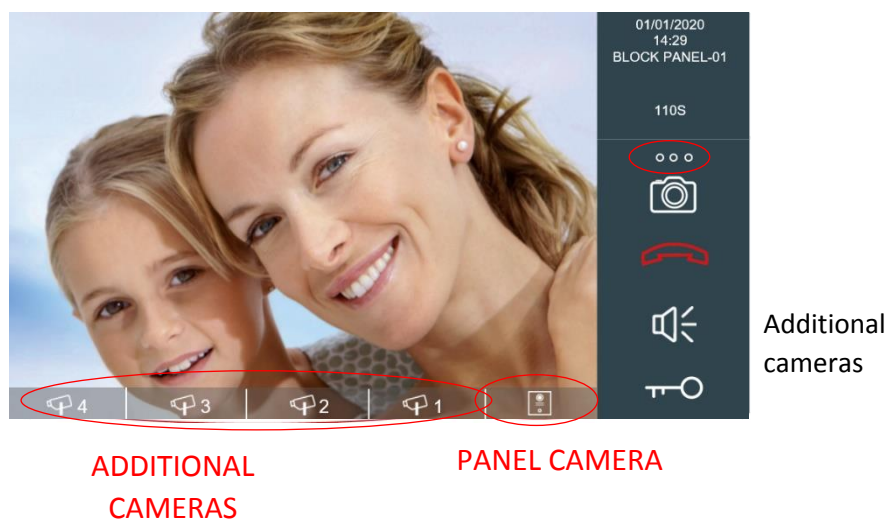 01/01/2020
14:29
BLOCK PANEL-01
110S
Additional
cameras
4
3
2
1
ADDITIONAL
CAMERAS
PANEL CAMERA